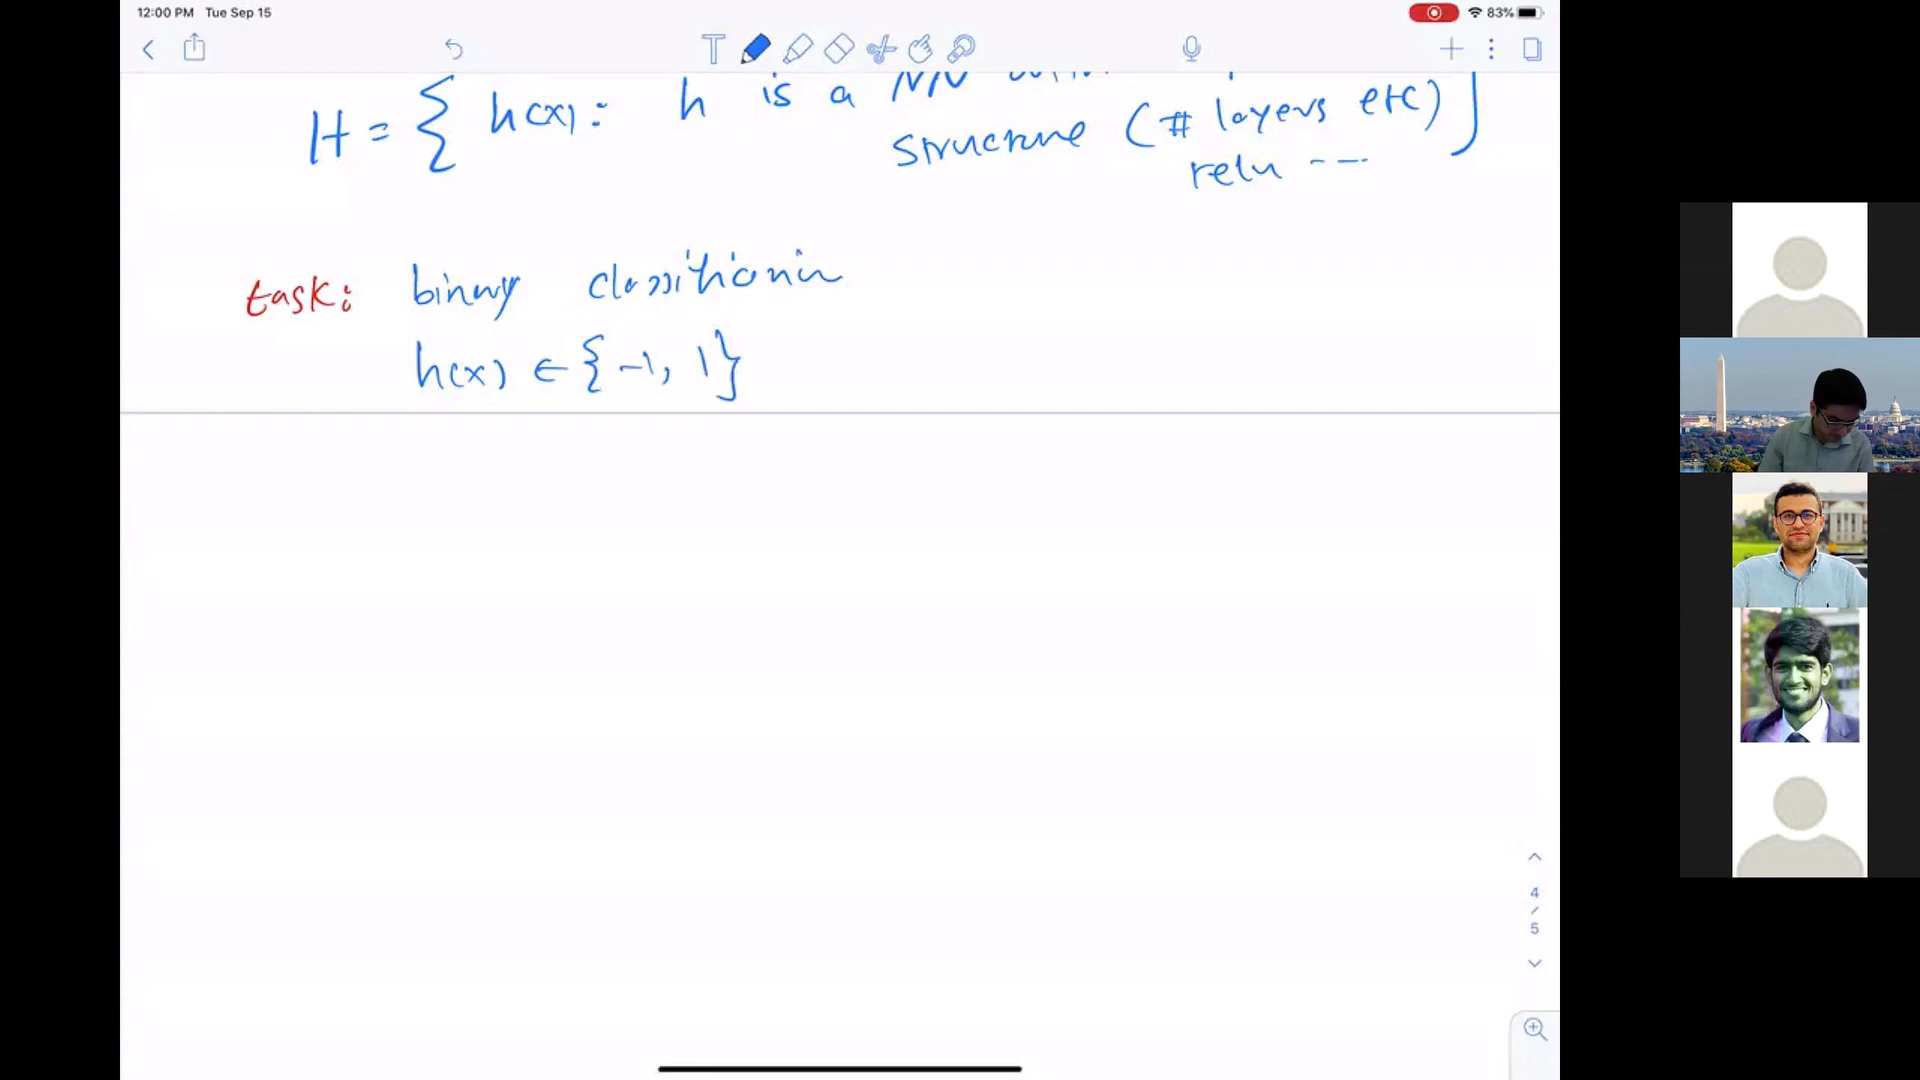 12:00 PM Tue Sep 15
83%
H = { h(x): h is a NN
structure (# layers etc) }
relu ---
task: binary classification
h(x) ∈ {-1, 1}
4
/
5